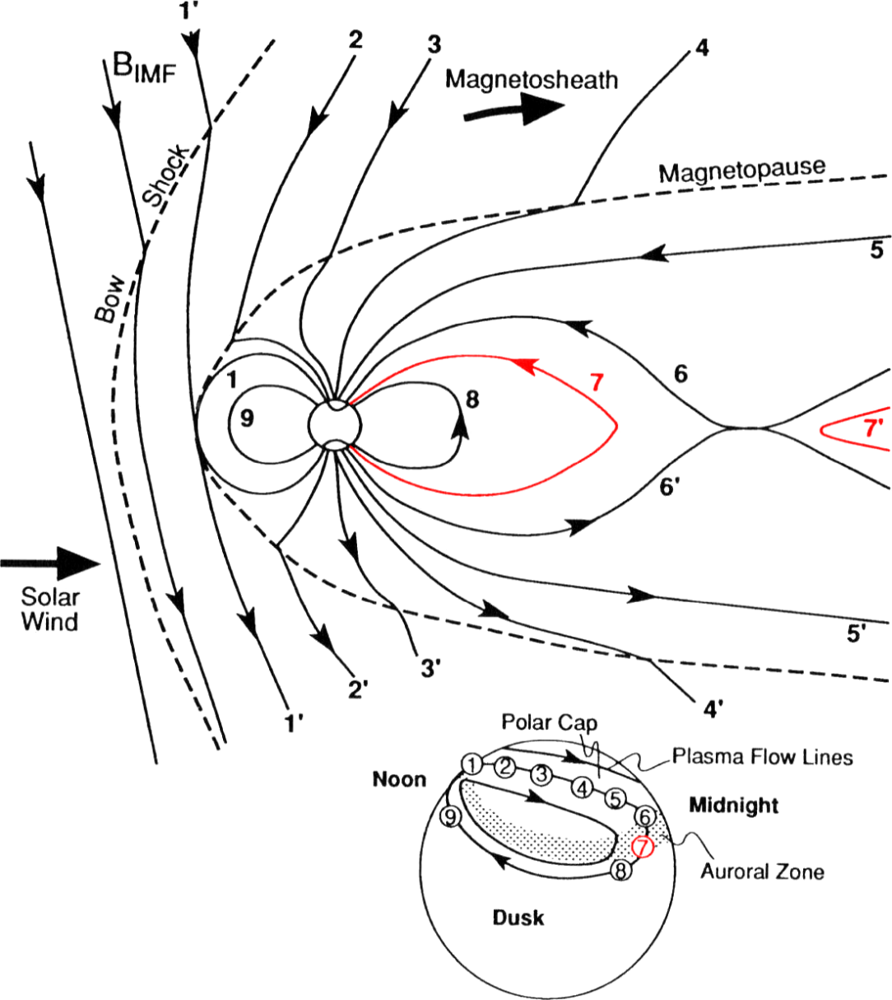 1'
2
3
4
B_IMF
Magnetosheath
Shock
Magnetopause
5
Bow
6
1
7
8
9
7'
6'
Solar
Wind
5'
3'
2'
4'
1'
Polar Cap
Plasma Flow Lines
Noon
1
2
3
4
5
6
Midnight
9
7
8
Auroral Zone
Dusk